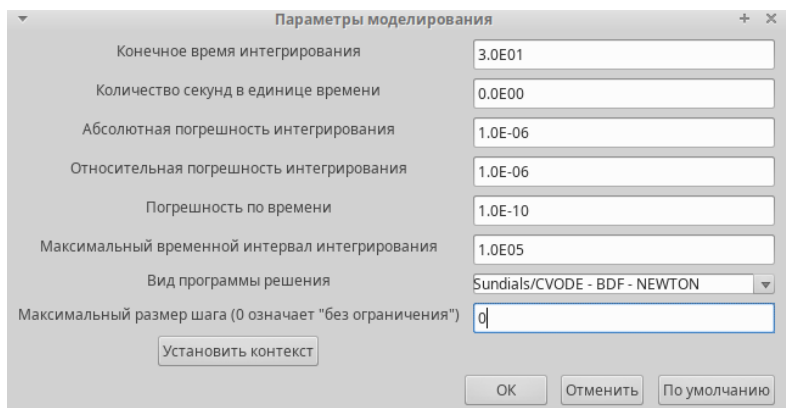 Параметры моделирования
Конечное время интегрирования 3.0E01
Количество секунд в единице времени 0.0E00
Абсолютная погрешность интегрирования 1.0E-06
Относительная погрешность интегрирования 1.0E-06
Погрешность по времени 1.0E-10
Максимальный временной интервал интегрирования 1.0E05
Вид программы решения Sundials/CVODE - BDF - NEWTON
Максимальный размер шага (0 означает "без ограничения") 0
Установить контекст
OK Отменить По умолчанию